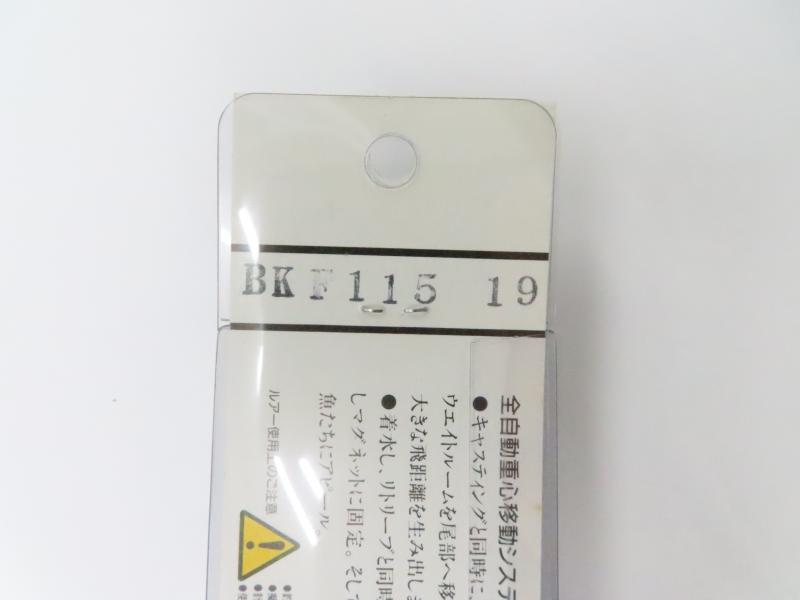 BKF115 19
全自動重心移動システ
●キャスティングと同時に、
ウエイトルームを尾部へ移
大きな飛距離を生み出しま
●着水し、リトリーブと同時
しマグネットに固定。そして
魚たちにアピール。
ルアー使用上のご注意